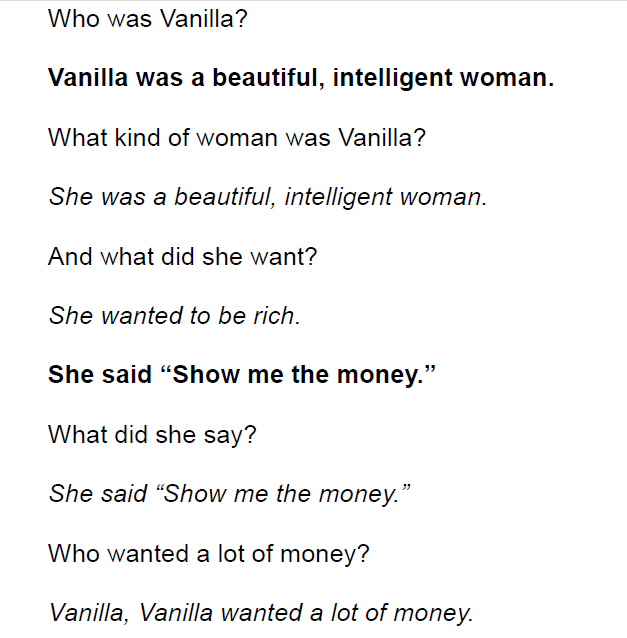 Who was Vanilla?
Vanilla was a beautiful, intelligent woman.
What kind of woman was Vanilla?
She was a beautiful, intelligent woman.
And what did she want?
She wanted to be rich.
She said “Show me the money.”
What did she say?
She said “Show me the money.”
Who wanted a lot of money?
Vanilla, Vanilla wanted a lot of money.